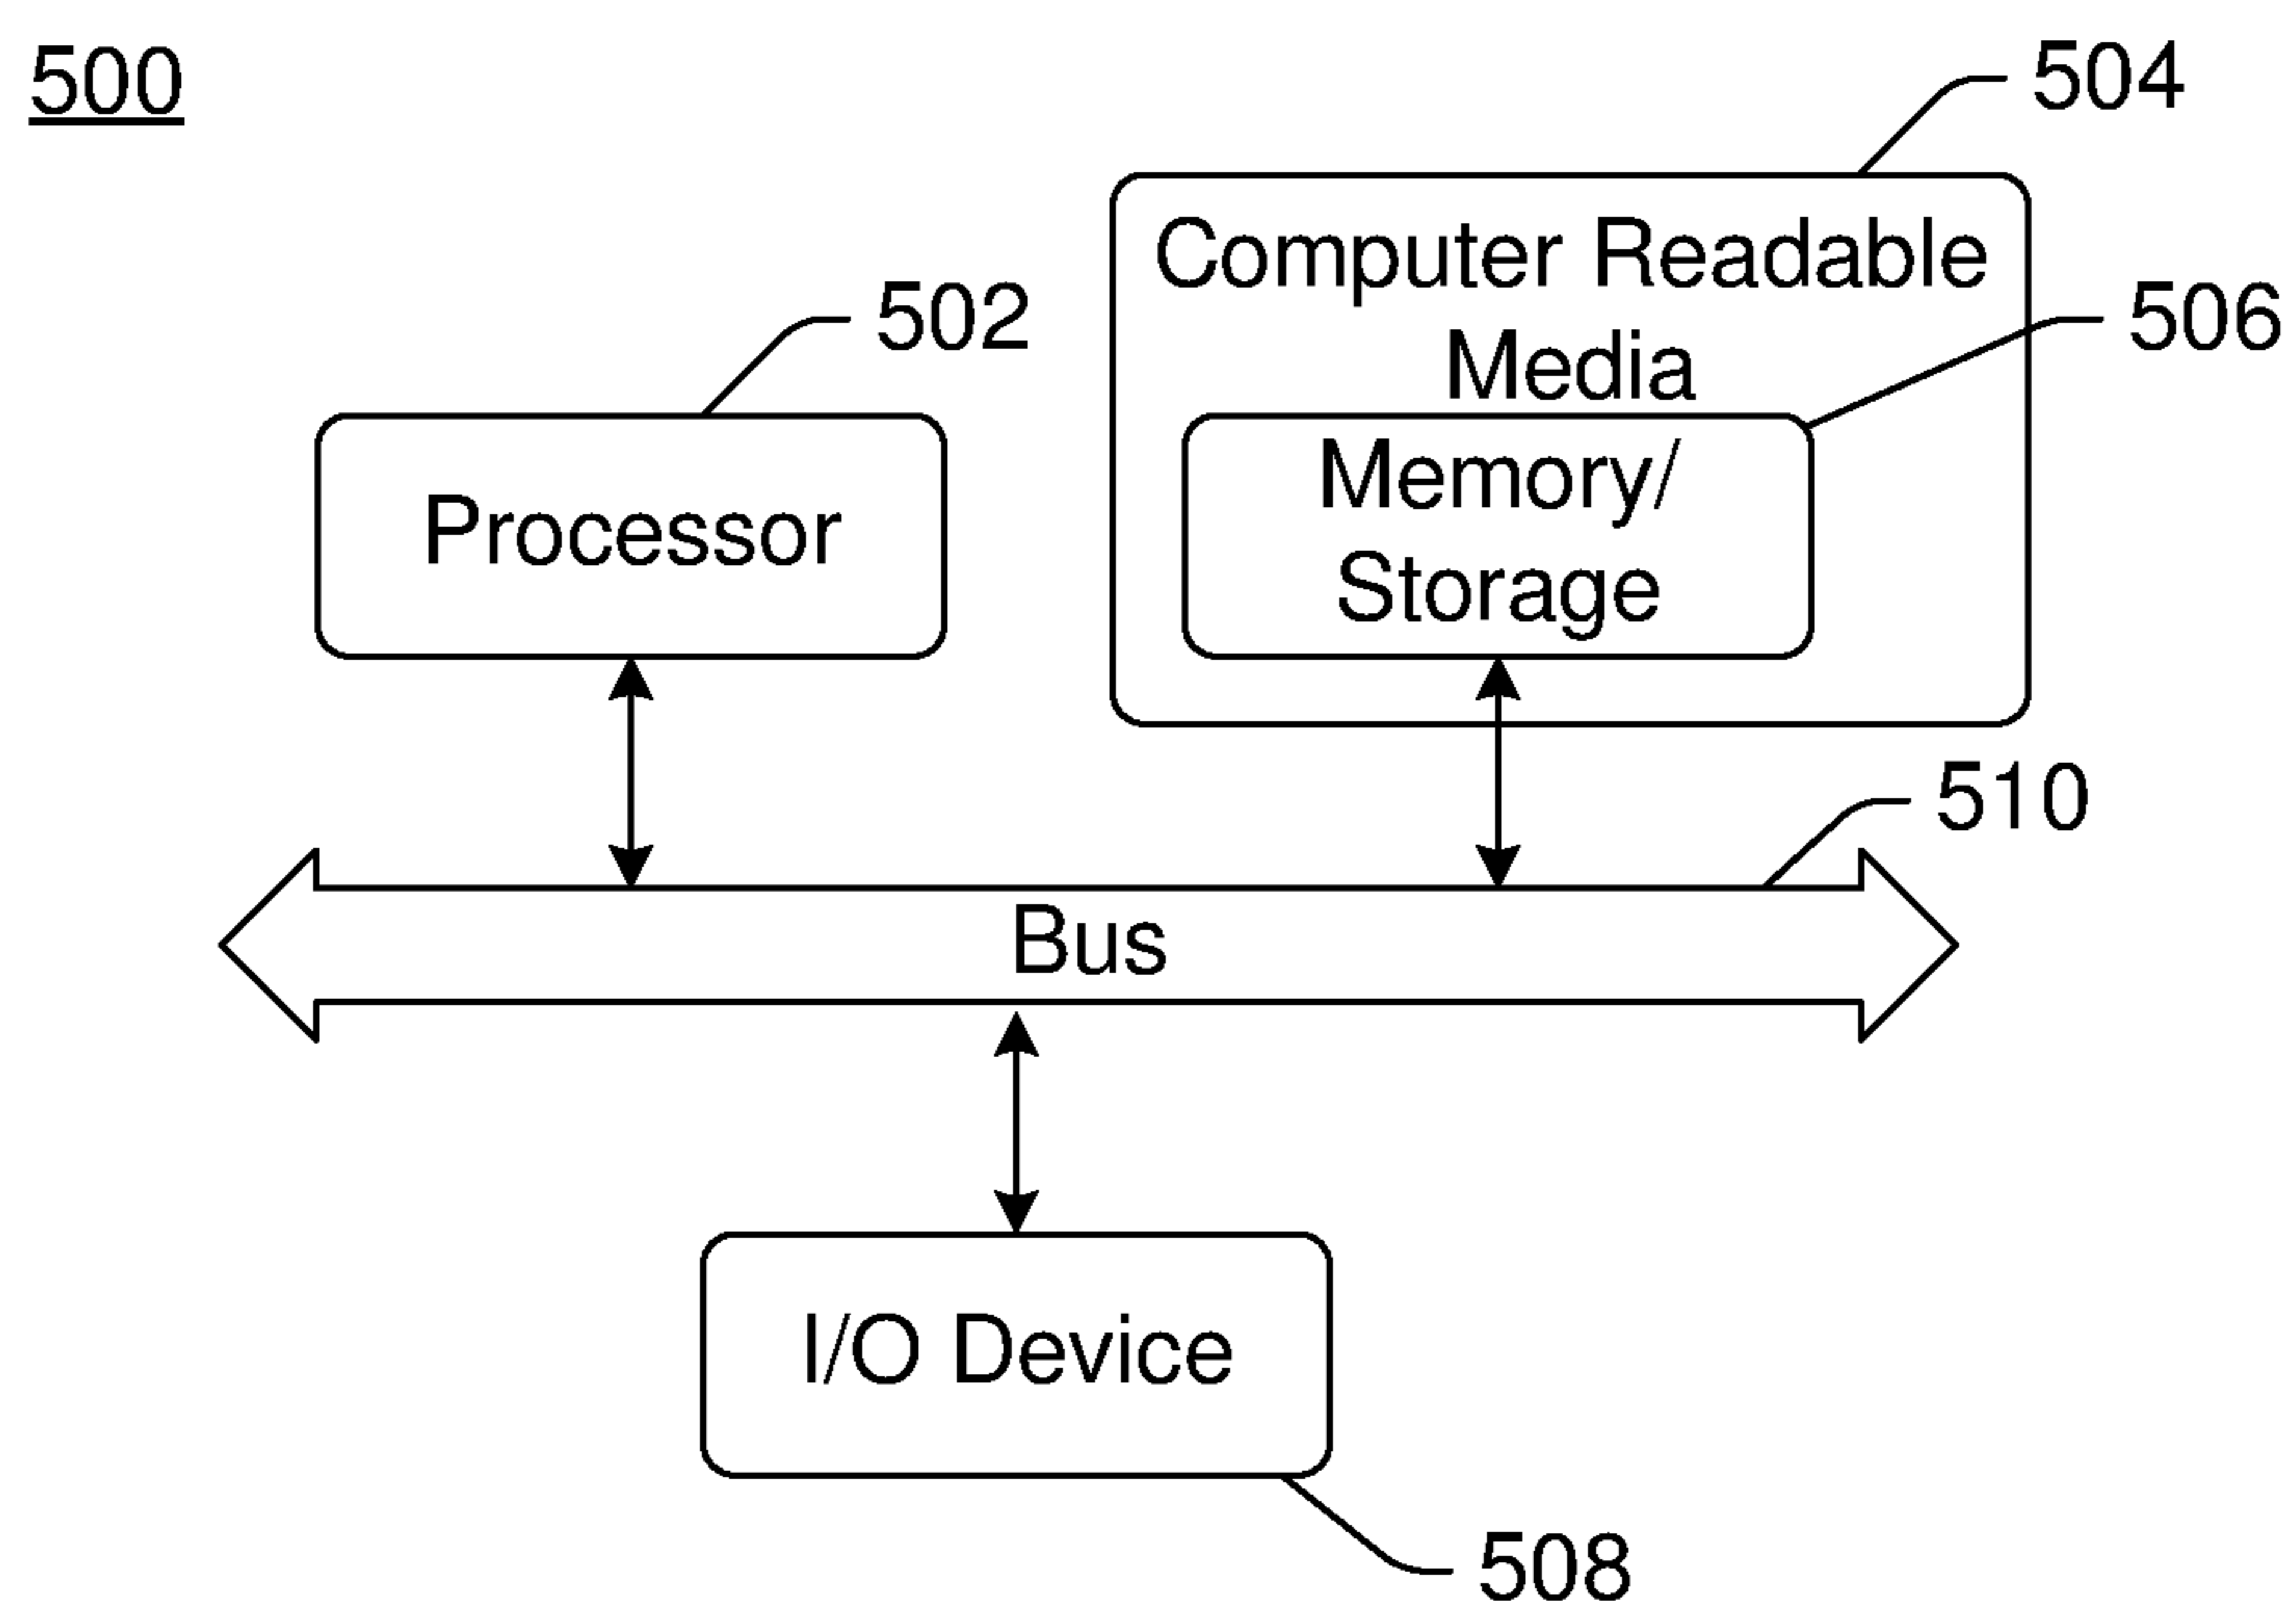 500
504
Computer Readable
Media
506
502
Processor
Memory/
Storage
510
Bus
I/O Device
508